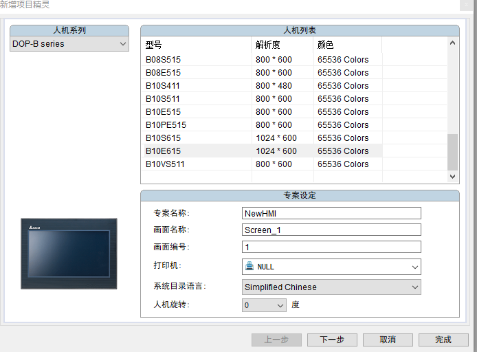 新增项目精灵
人机系列
DOP-B series
人机列表
型号 解析度 颜色
B08S515 800 * 600 65536 Colors
B08E515 800 * 600 65536 Colors
B10S411 800 * 480 65536 Colors
B10S511 800 * 600 65536 Colors
B10E515 800 * 600 65536 Colors
B10PE515 800 * 600 65536 Colors
B10S615 1024 * 600 65536 Colors
B10E615 1024 * 600 65536 Colors
B10VS511 800 * 600 65536 Colors
专案设定
专案名称: NewHMI
画面名称: Screen_1
画面编号: 1
打印机: NULL
系统目录语言: Simplified Chinese
人机旋转: 0 度
上一步 下一步 取消 完成